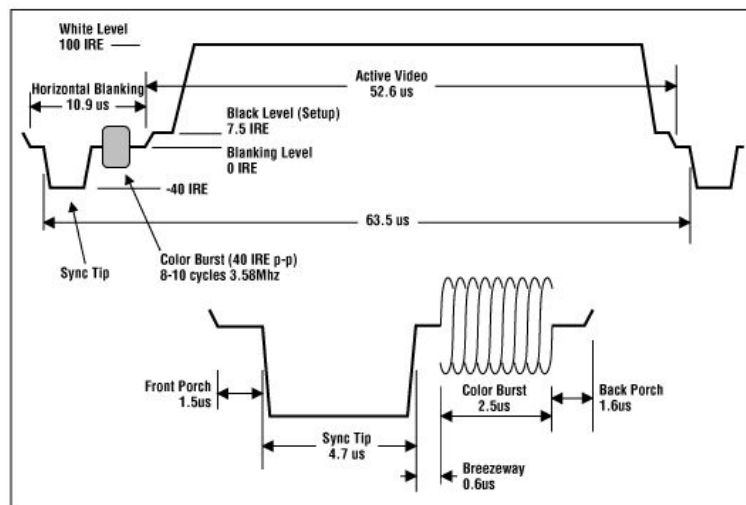 White Level
100 IRE
Active Video
52.6 us
Horizontal Blanking
10.9 us
Black Level (Setup)
7.5 IRE
Blanking Level
0 IRE
-40 IRE
63.5 us
Sync Tip
Color Burst (40 IRE p-p)
8-10 cycles 3.58Mhz
Front Porch
1.5us
Color Burst
2.5us
Back Porch
1.6us
Sync Tip
4.7 us
Breezeway
0.6us